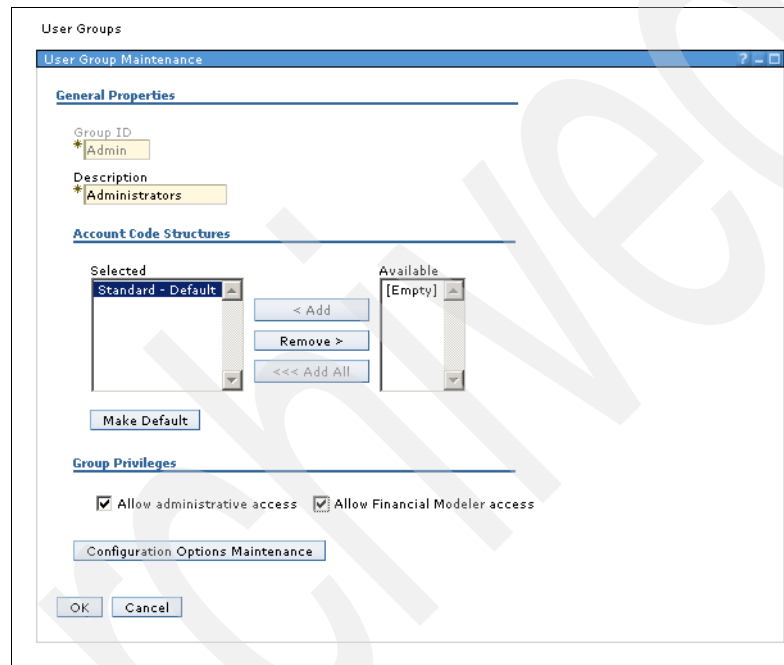 User Groups
User Group Maintenance ?
General Properties
Group ID
*Admin
Description
*Administrators
Account Code Structures
Selected Available
Standard - Default [Empty]
< Add
Remove >
<<< Add All
Make Default
Group Privileges
Allow administrative access Allow Financial Modeler access
Configuration Options Maintenance
OK Cancel